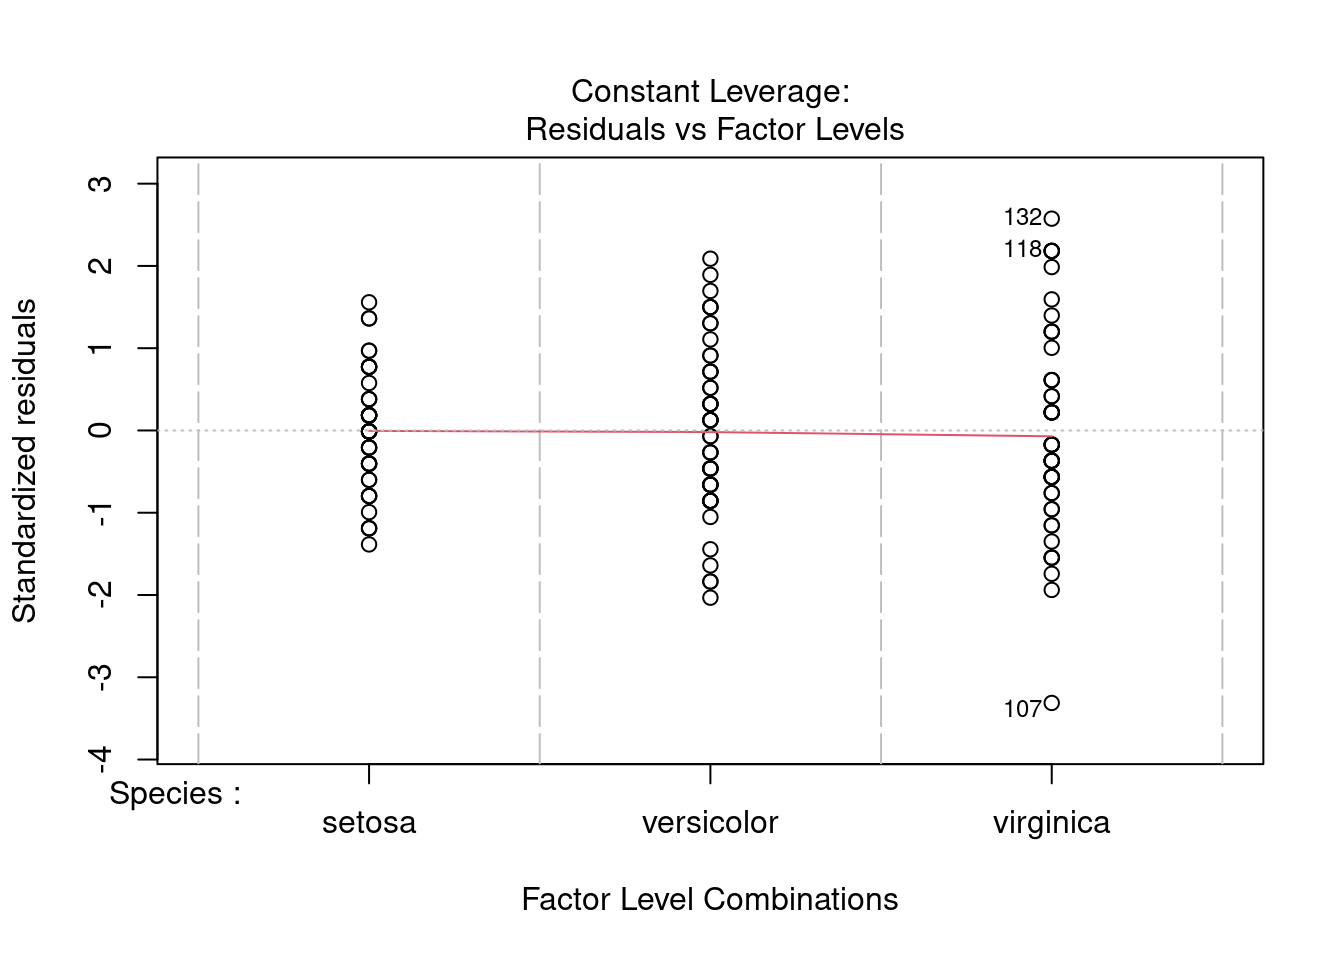 Constant Leverage:
Residuals vs Factor Levels
Standardized residuals
3
2
1
0
-1
-2
-3
-4
132
118
107
Species :
setosa versicolor virginica
Factor Level Combinations